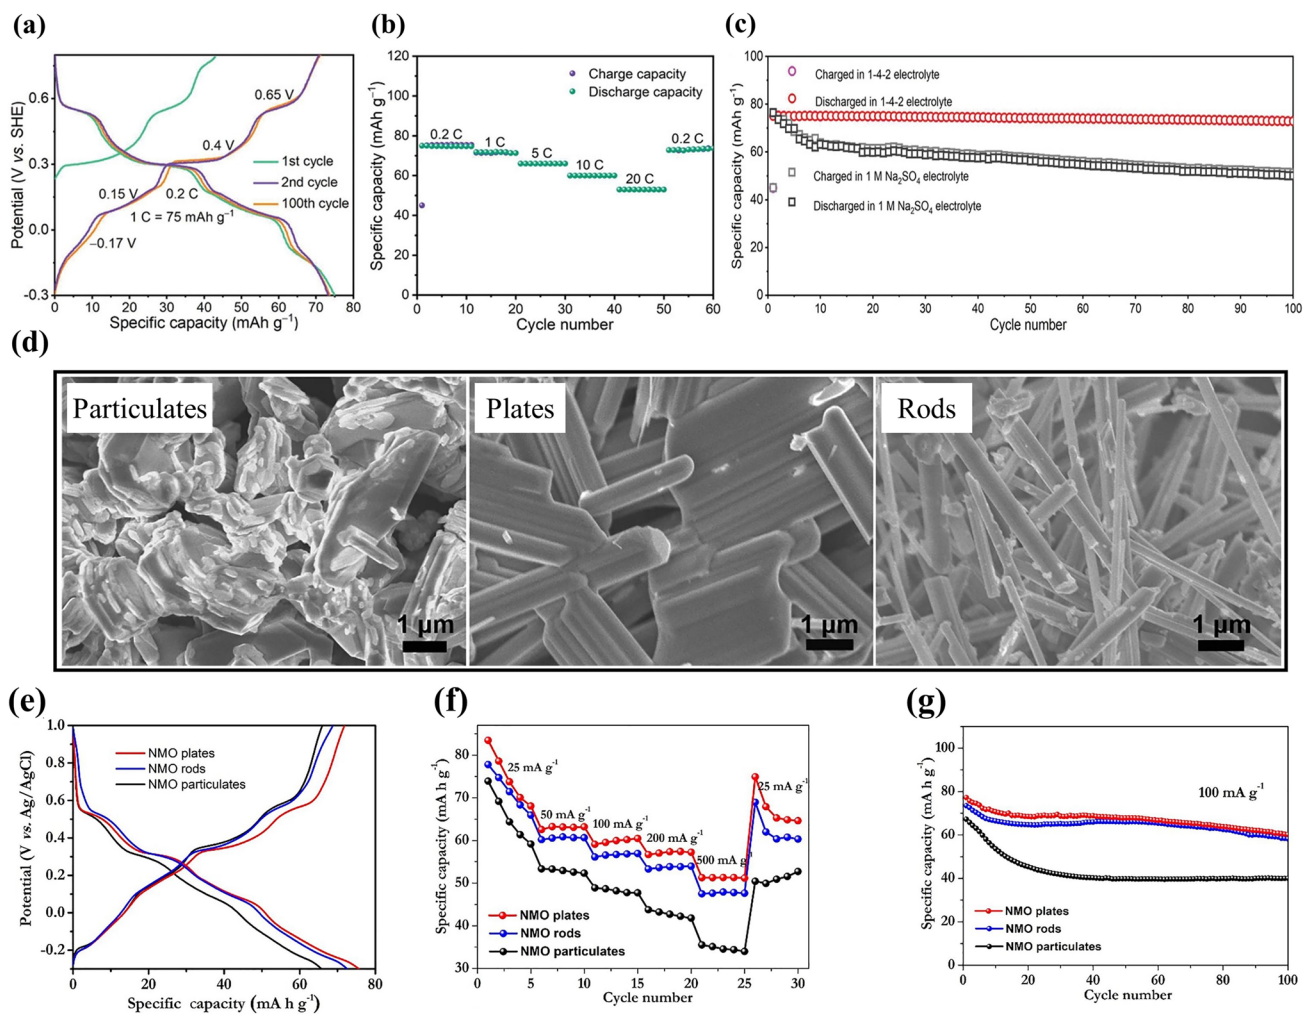 (a)
Potential (V vs. SHE)
0.6
0.3
0.0
-0.3
0.65 V
0.4 V
0.15 V
0.2 C
1 C = 75 mAh g⁻¹
−0.17 V
1st cycle
2nd cycle
100th cycle
0 10 20 30 40 50 60 70 80
Specific capacity (mAh g⁻¹)
(b)
Specific capacity (mAh g⁻¹)
120
100
80
60
40
20
0
Charge capacity
Discharge capacity
0.2 C
1 C
5 C
10 C
20 C
0.2 C
0 10 20 30 40 50 60
Cycle number
(c)
Specific capacity (mAh g⁻¹)
100
80
60
40
20
0
Charged in 1-4-2 electrolyte
Discharged in 1-4-2 electrolyte
Charged in 1 M Na₂SO₄ electrolyte
Discharged in 1 M Na₂SO₄ electrolyte
0 10 20 30 40 50 60 70 80 90 100
Cycle number
(d)
Particulates
1 μm
Plates
1 μm
Rods
1 μm
(e)
Potential (V vs. Ag/AgCl)
1.0
0.8
0.6
0.4
0.2
0.0
-0.2
NMO plates
NMO rods
NMO particulates
0 20 40 60 80
Specific capacity (mA h g⁻¹)
(f)
Specific capacity (mA h g⁻¹)
80
70
60
50
40
30
25 mA g⁻¹
50 mA g⁻¹
100 mA g⁻¹
200 mA g⁻¹
500 mA g⁻¹
25 mA g⁻¹
NMO plates
NMO rods
NMO particulates
0 5 10 15 20 25 30
Cycle number
(g)
Specific capacity (mA h g⁻¹)
100
80
60
40
20
0
100 mA g⁻¹
NMO plates
NMO rods
NMO particulates
0 20 40 60 80 100
Cycle number